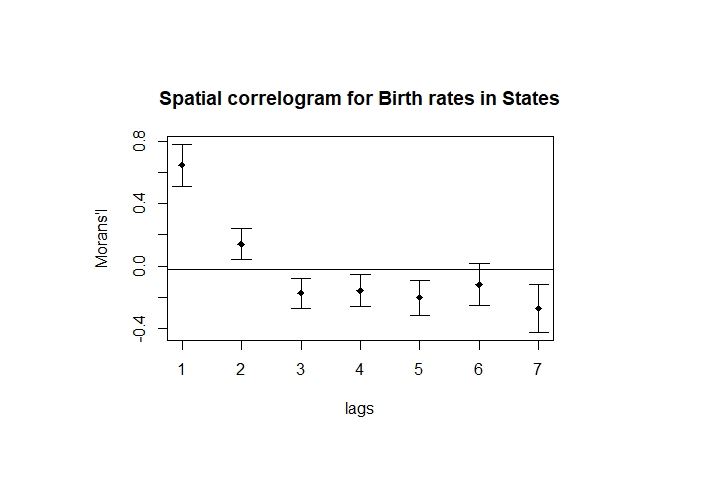 Spatial correlogram for Birth rates in States
0.8
0.4
0.0
-0.4
Morans'I
1 2 3 4 5 6 7
lags